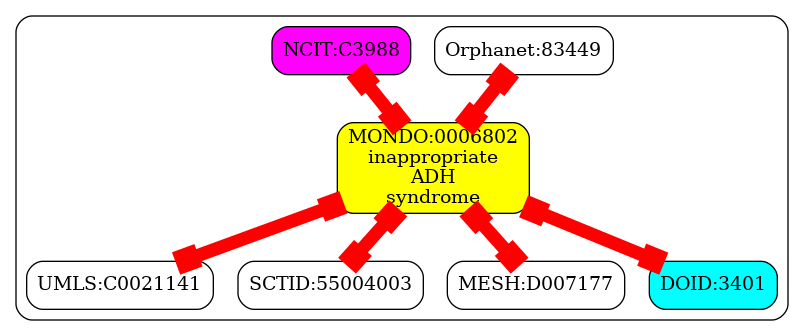 NCIT:C3988
Orphanet:83449
MONDO:0006802
inappropriate
ADH
syndrome
UMLS:C0021141
SCTID:55004003
MESH:D007177
DOID:3401